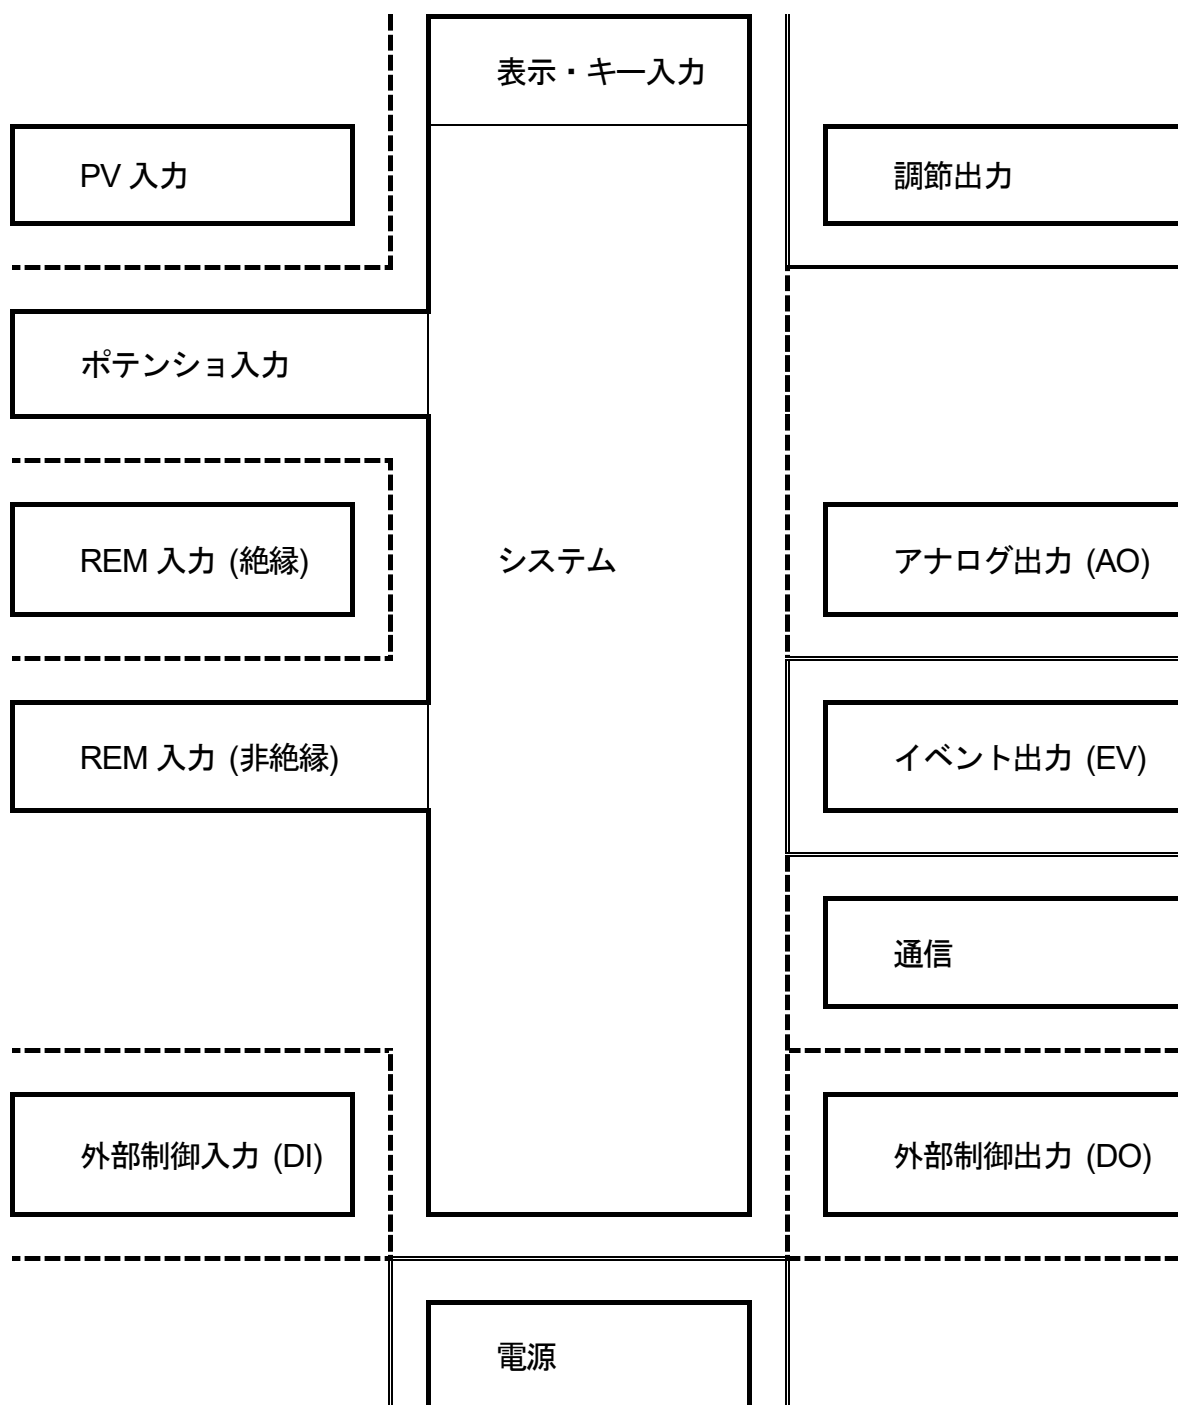 表示・キー入力
PV 入力
調節出力
ポテンショ入力
REM 入力 (絶縁)
システム
アナログ出力 (AO)
REM 入力 (非絶縁)
イベント出力 (EV)
通信
外部制御入力 (DI)
外部制御出力 (DO)
電源